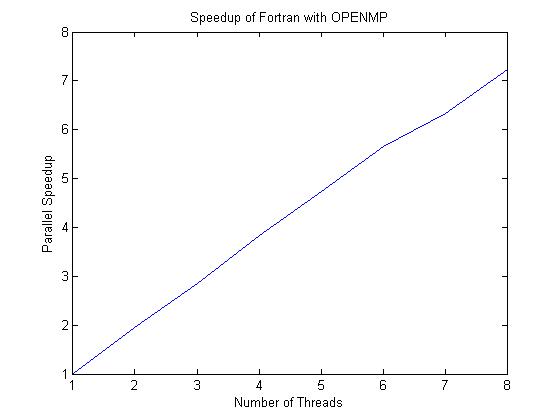 Speedup of Fortran with OPENMP
8
7
6
5
4
3
2
1
Parallel Speedup
1 2 3 4 5 6 7 8
Number of Threads